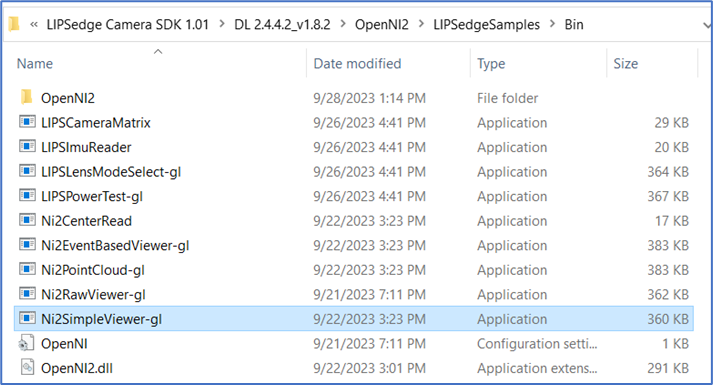 « LIPSedge Camera SDK 1.01 > DL 2.4.4.2_v1.8.2 > OpenNI2 > LIPSedgeSamples > Bin
Name Date modified Type Size
OpenNI2 9/28/2023 1:14 PM File folder
LIPSCameraMatrix 9/26/2023 4:41 PM Application 29 KB
LIPSImuReader 9/26/2023 4:41 PM Application 20 KB
LIPSLensModeSelect-gl 9/26/2023 4:41 PM Application 364 KB
LIPSPowerTest-gl 9/26/2023 4:41 PM Application 367 KB
Ni2CenterRead 9/22/2023 3:23 PM Application 17 KB
Ni2EventBasedViewer-gl 9/22/2023 3:23 PM Application 383 KB
Ni2PointCloud-gl 9/22/2023 3:23 PM Application 383 KB
Ni2RawViewer-gl 9/21/2023 7:11 PM Application 362 KB
Ni2SimpleViewer-gl 9/22/2023 3:23 PM Application 360 KB
OpenNI 9/21/2023 7:11 PM Configuration setti... 1 KB
OpenNI2.dll 9/22/2023 3:01 PM Application extens... 291 KB